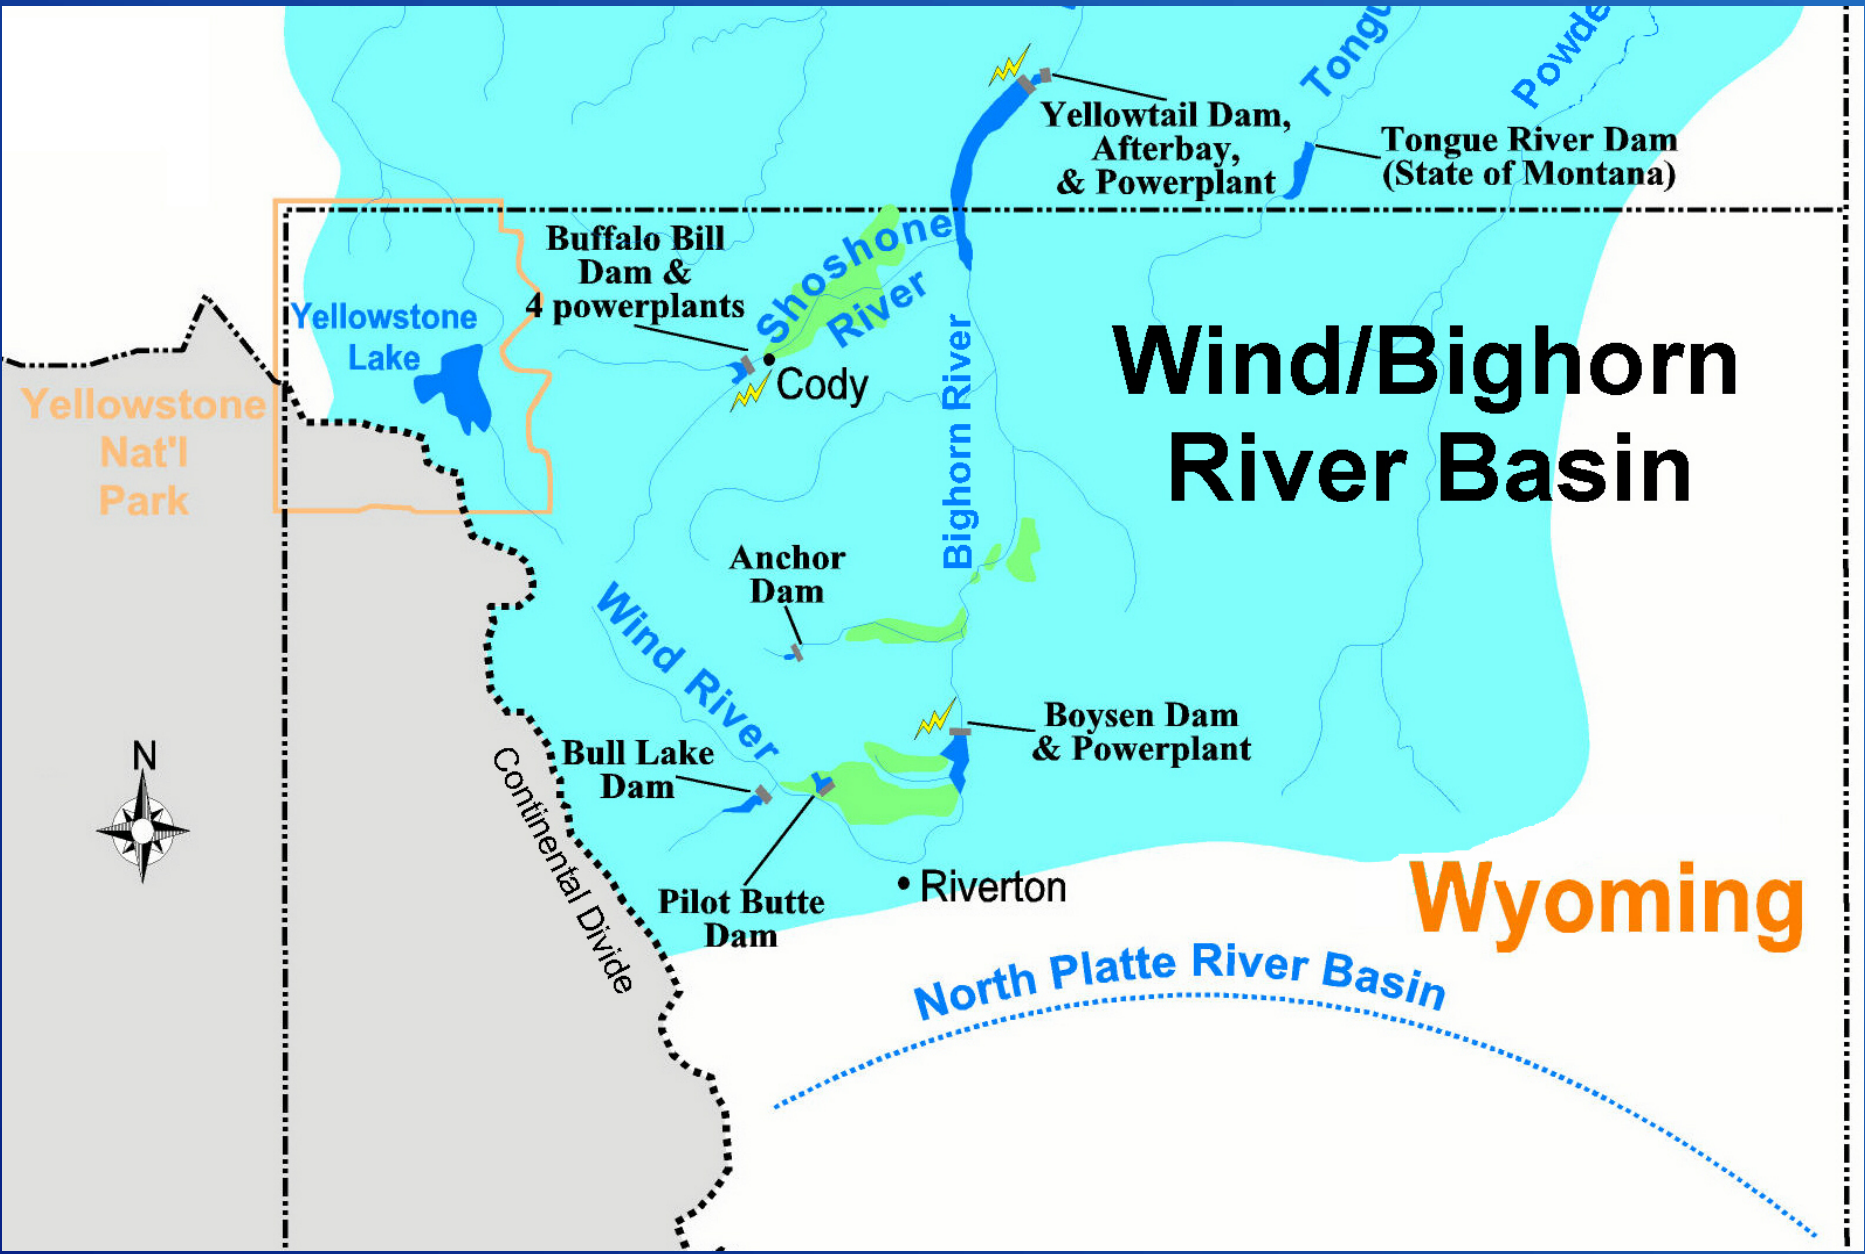 Yellowtail Dam,
Afterbay,
& Powerplant
Tongue River Dam
(State of Montana)
Buffalo Bill
Dam &
4 powerplants
Shoshone
River
Yellowstone
Lake
Yellowstone
Nat'l
Park
Cody
Bighorn River
Wind/Bighorn
River Basin
Anchor
Dam
Wind River
Boysen Dam
& Powerplant
Bull Lake
Dam
N
Continental Divide
Pilot Butte
Dam
Riverton
Wyoming
North Platte River Basin